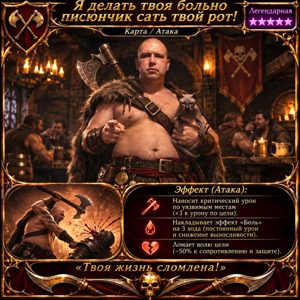 Я делать твоя больно
писюнчик сать твой рот!
Легендарная
Карта / Атака
Эффект (Атака):
Наносит критический урон
по уязвимым местам
(×3 к урону по цели).
Накладывает эффект «Боль»
на 3 хода (постоянный урон
и снижение выносливости).
Ломает волю цели
(−50% к сопротивлению и защите).
«Твоя жизнь сломлена!»